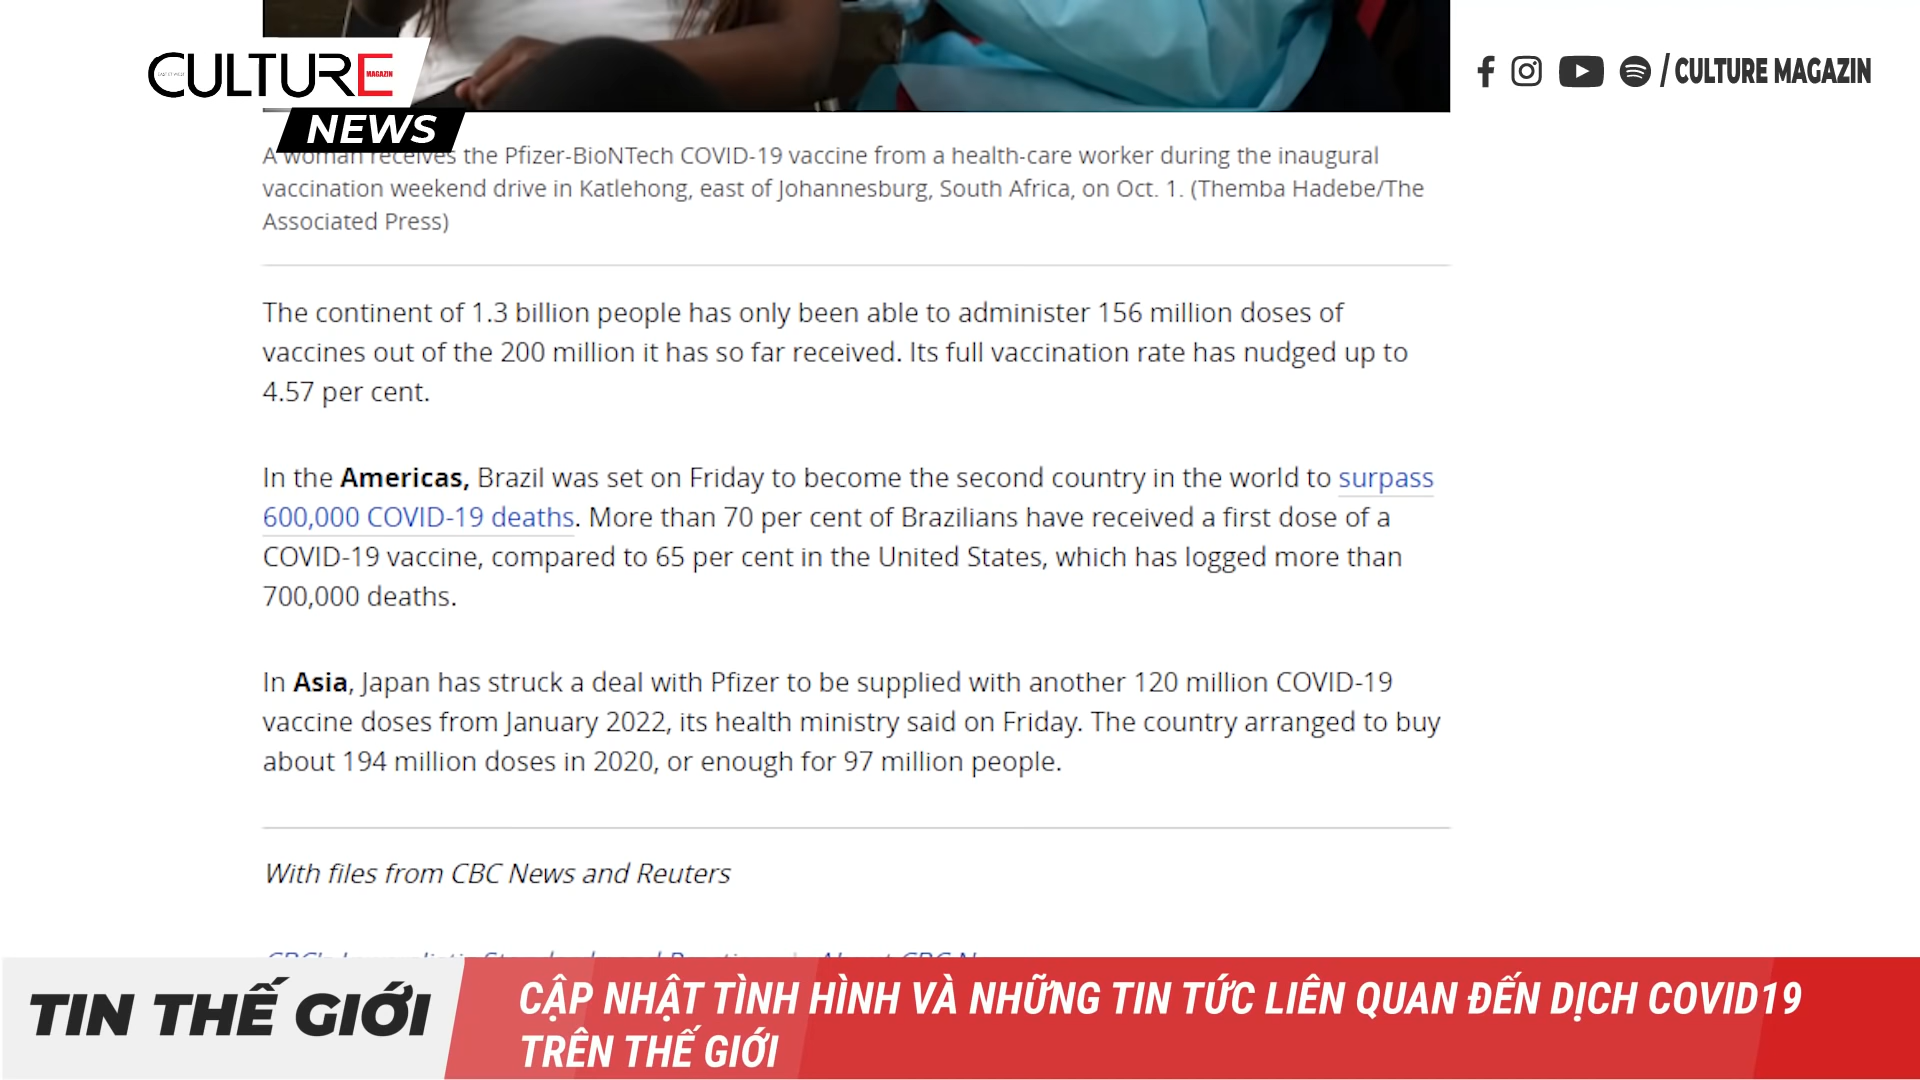 CULTURE
MAGAZIN
NEWS
/ CULTURE MAGAZIN
A woman receives the Pfizer-BioNTech COVID-19 vaccine from a health-care worker during the inaugural
vaccination weekend drive in Katlehong, east of Johannesburg, South Africa, on Oct. 1. (Themba Hadebe/The
Associated Press)
The continent of 1.3 billion people has only been able to administer 156 million doses of
vaccines out of the 200 million it has so far received. Its full vaccination rate has nudged up to
4.57 per cent.
In the Americas, Brazil was set on Friday to become the second country in the world to surpass
600,000 COVID-19 deaths. More than 70 per cent of Brazilians have received a first dose of a
COVID-19 vaccine, compared to 65 per cent in the United States, which has logged more than
700,000 deaths.
In Asia, Japan has struck a deal with Pfizer to be supplied with another 120 million COVID-19
vaccine doses from January 2022, its health ministry said on Friday. The country arranged to buy
about 194 million doses in 2020, or enough for 97 million people.
With files from CBC News and Reuters
TIN THẾ GIỚI
CẬP NHẬT TÌNH HÌNH VÀ NHỮNG TIN TỨC LIÊN QUAN ĐẾN DỊCH COVID19
TRÊN THẾ GIỚI